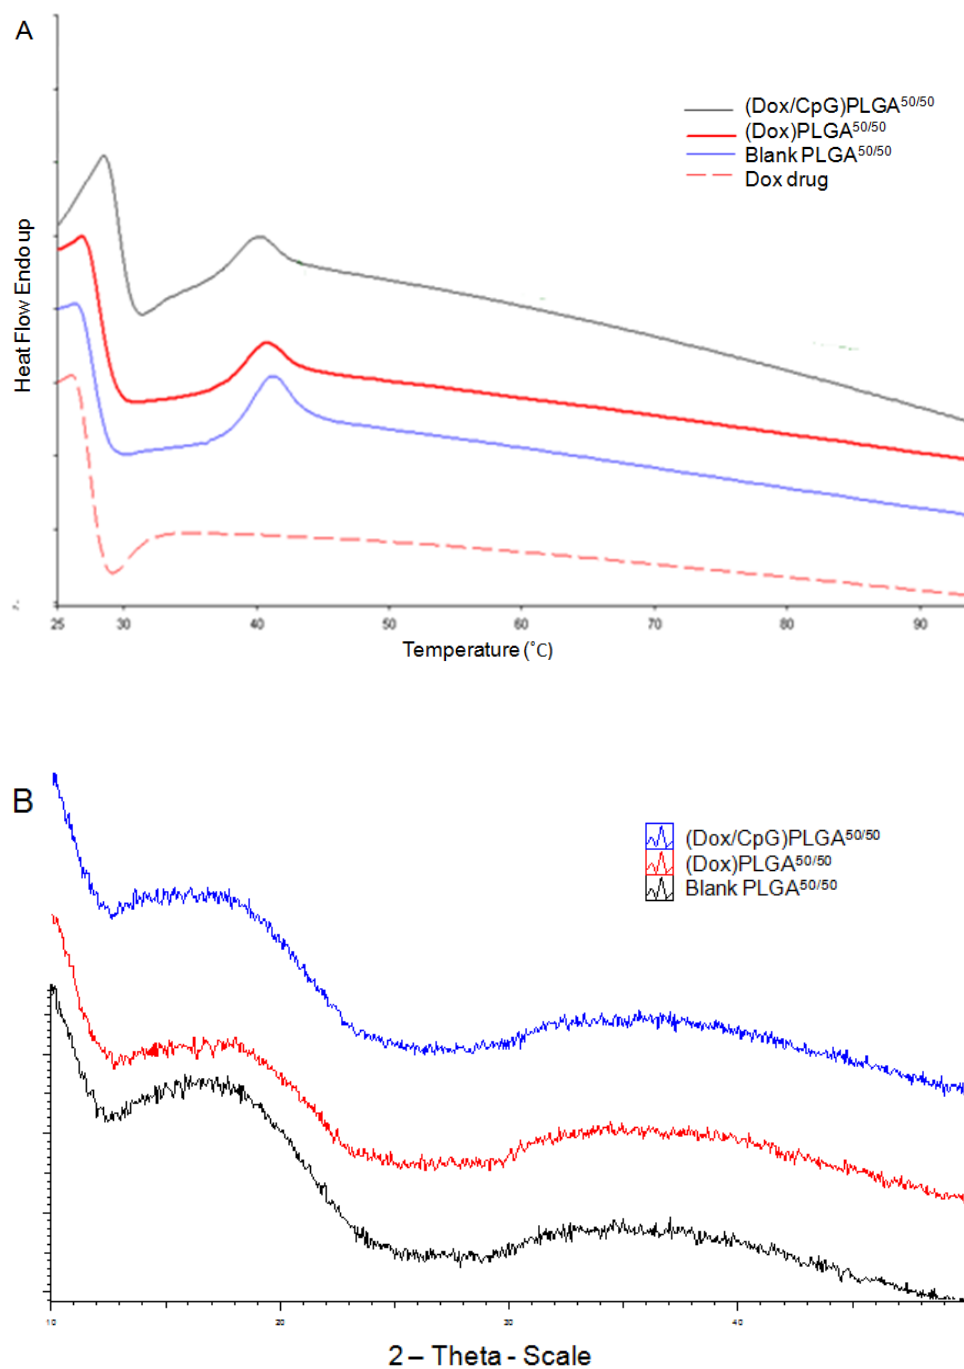 A
(Dox/CpG)PLGA50/50
(Dox)PLGA50/50
Blank PLGA50/50
Dox drug
Heat Flow Endo up
25 30 40 50 60 70 80 90
Temperature (˚C)
B
(Dox/CpG)PLGA50/50
(Dox)PLGA50/50
Blank PLGA50/50
10 20 30 40
2 – Theta - Scale